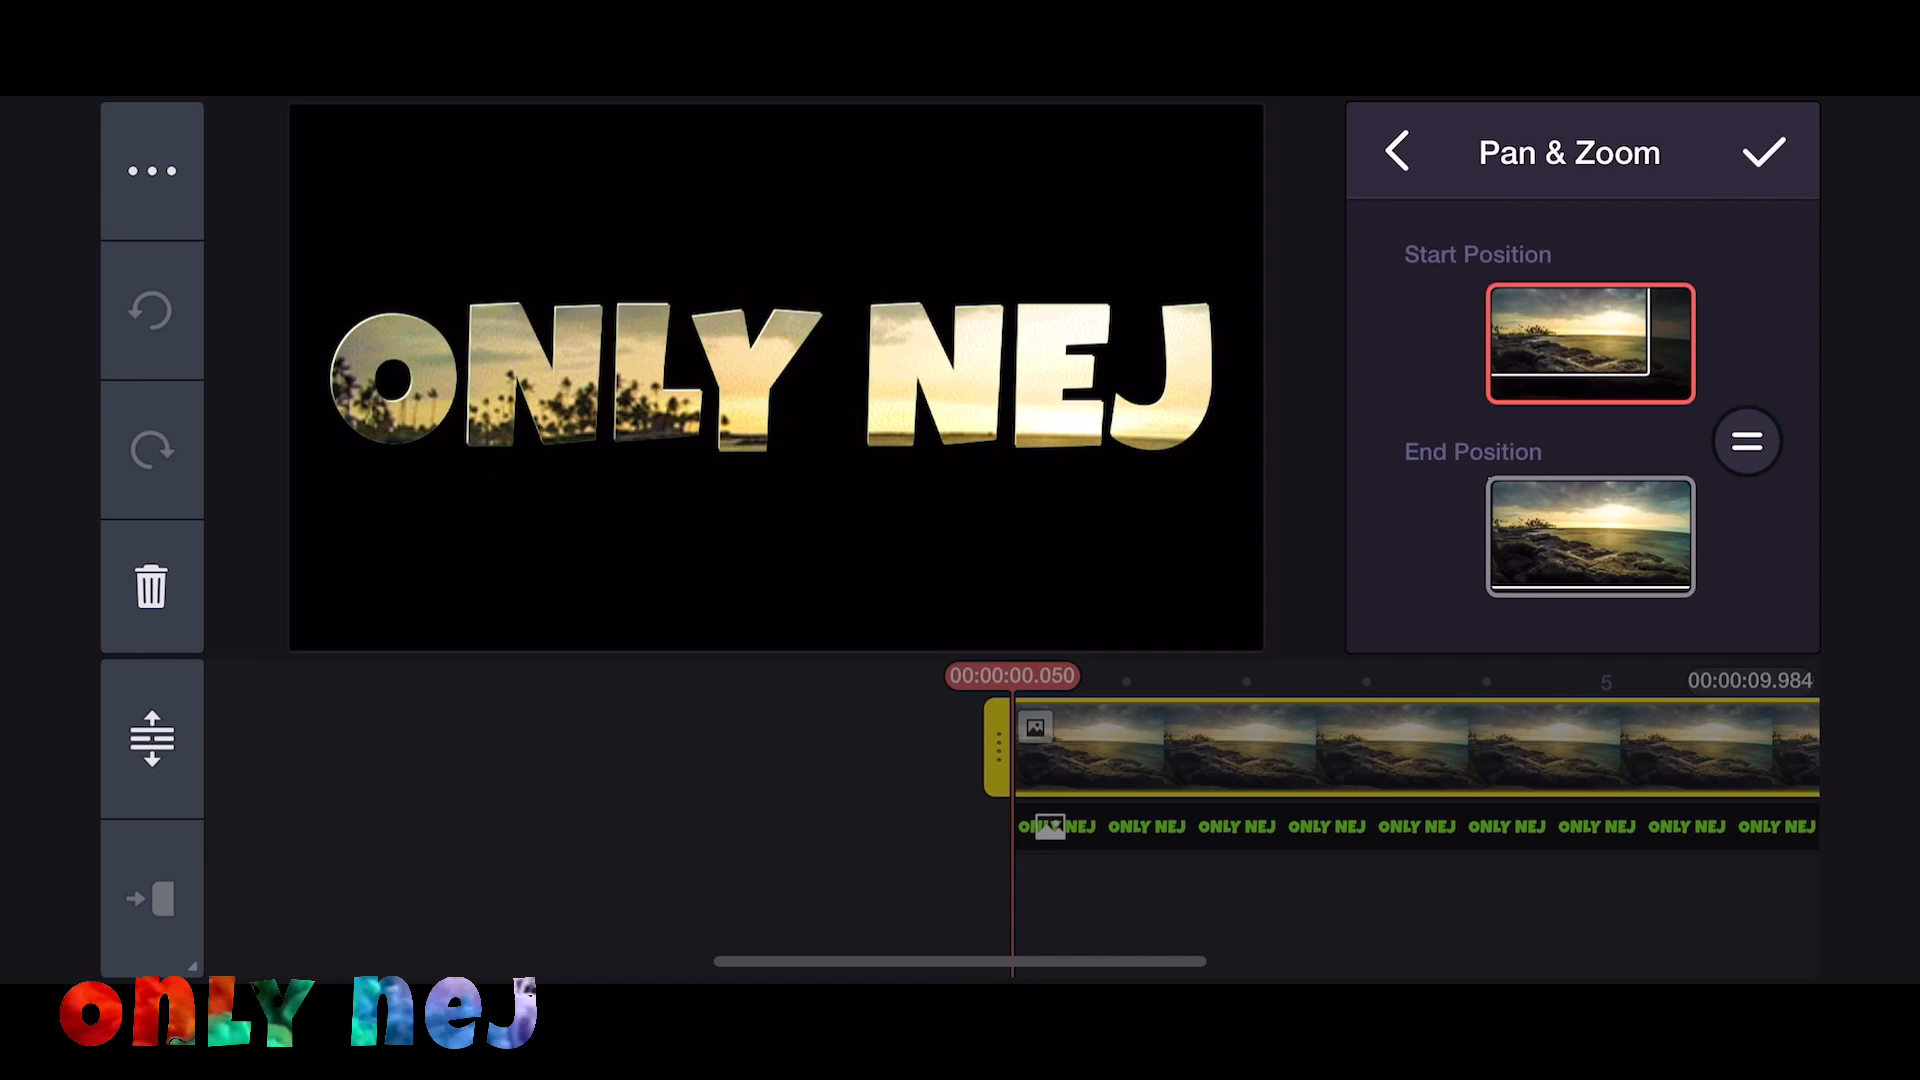 Pan & Zoom
Start Position
ONLY NEJ
End Position
00:00:00.050
5
00:00:09.984
ONLY NEJ ONLY NEJ ONLY NEJ ONLY NEJ ONLY NEJ ONLY NEJ ONLY NEJ ONLY NEJ ONLY NEJ
onLY neJ